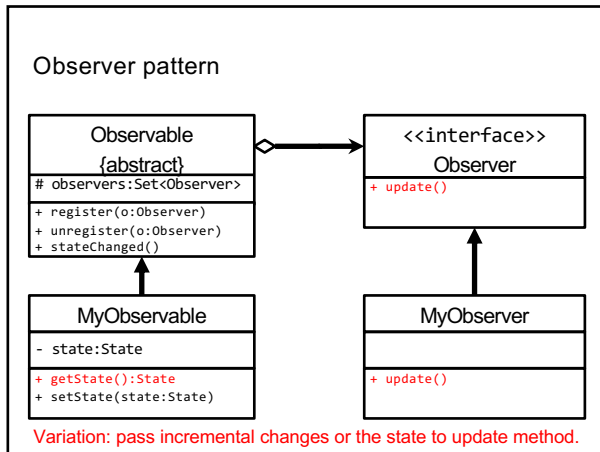 Observer pattern
Observable
{abstract}
# observers:Set<Observer>
+ register(o:Observer)
+ unregister(o:Observer)
+ stateChanged()
<<interface>>
Observer
+ update()
MyObservable
- state:State
+ getState():State
+ setState(state:State)
MyObserver
+ update()
Variation: pass incremental changes or the state to update method.